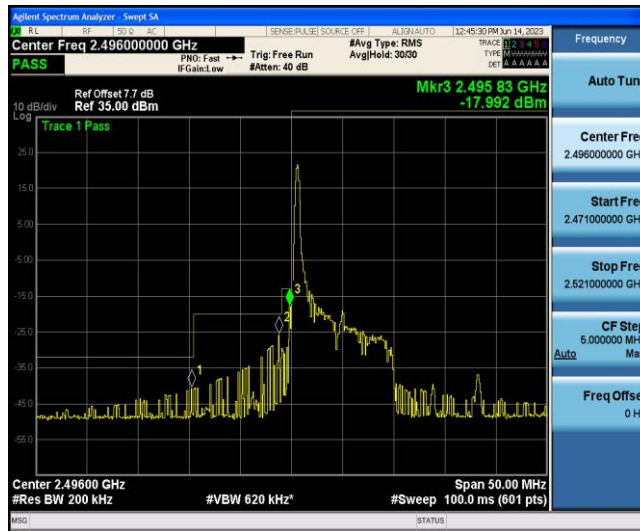 Agilent Spectrum Analyzer - Swept SA
RL RF 50 Ω AC SENSE:PULSE SOURCE OFF ALIGN AUTO 12:45:30 PM Jun 14, 2023
Center Freq 2.496000000 GHz
PASS
PNO: Fast
IFGain:Low
Trig: Free Run
#Atten: 40 dB
#Avg Type: RMS
Avg|Hold: 30/30
TRACE 1 2 3 4 5 6
TYPE M
DET A A A A A A
Ref Offset 7.7 dB
Ref 35.00 dBm
10 dB/div
Log
Mkr3 2.495 83 GHz
-17.992 dBm
Trace 1 Pass
25.0
15.0
5.00
-5.00
-15.0
-25.0
-35.0
-45.0
-55.0
1
2
3
Center 2.49600 GHz
#Res BW 200 kHz
#VBW 620 kHz*
Span 50.00 MHz
#Sweep 100.0 ms (601 pts)
MSG
STATUS
Frequency
Auto Tun
Center Fre
2.496000000 GH
Start Fre
2.471000000 GH
Stop Fre
2.521000000 GH
CF Ste
5.000000 MH
Auto Ma
Freq Offse
0 H